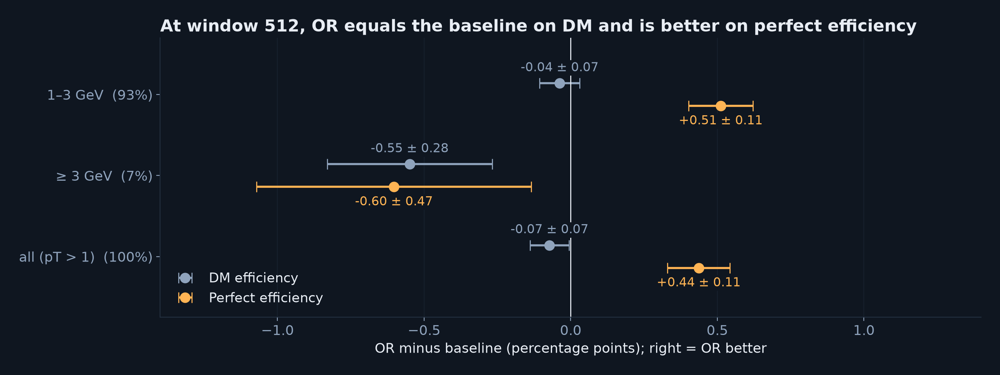 At window 512, OR equals the baseline on DM and is better on perfect efficiency
-0.04 ± 0.07
1–3 GeV (93%)
+0.51 ± 0.11
-0.55 ± 0.28
≥ 3 GeV (7%)
-0.60 ± 0.47
-0.07 ± 0.07
all (pT > 1) (100%)
+0.44 ± 0.11
DM efficiency
Perfect efficiency
−1.0 −0.5 0.0 0.5 1.0
OR minus baseline (percentage points); right = OR better